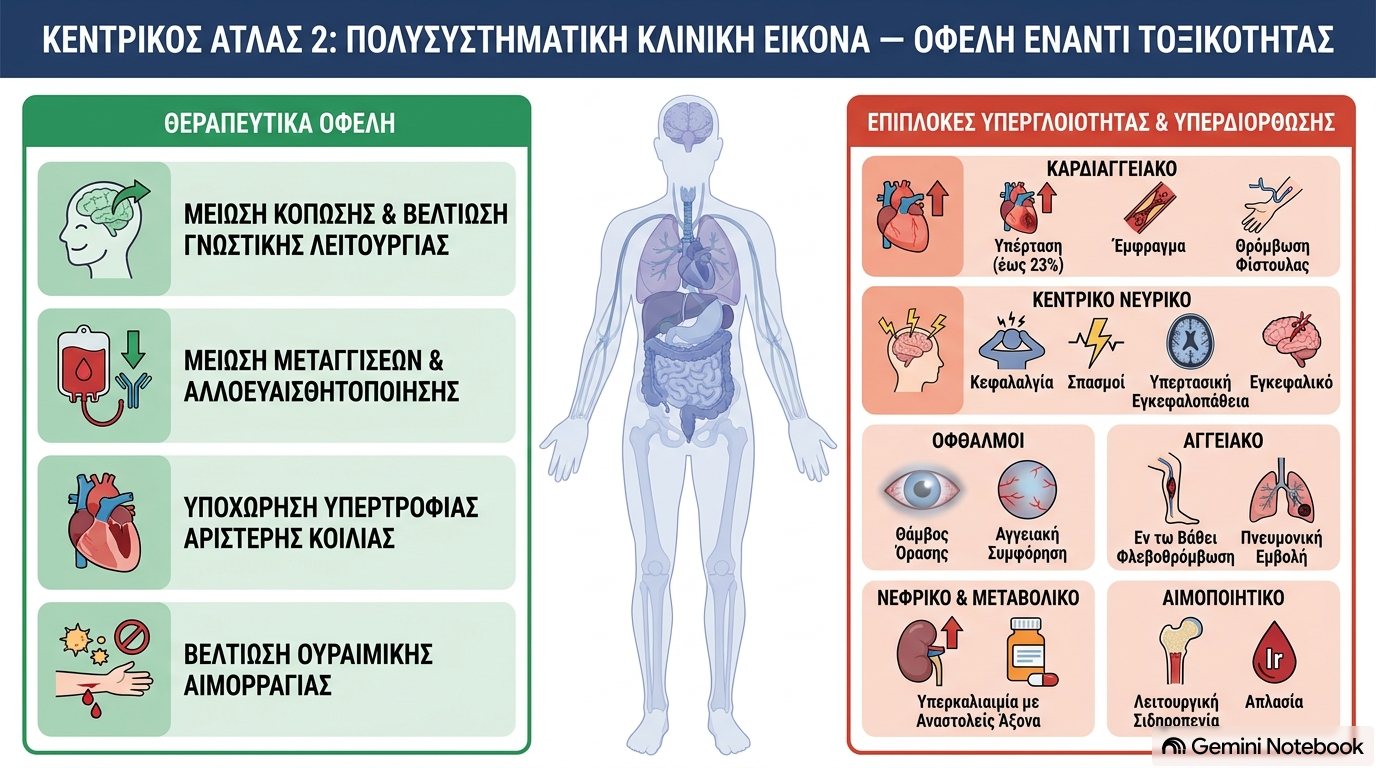 ΚΕΝΤΡΙΚΟΣ ΑΤΛΑΣ 2: ΠΟΛΥΣΥΣΤΗΜΑΤΙΚΗ ΚΛΙΝΙΚΗ ΕΙΚΟΝΑ — ΟΦΕΛΗ ΕΝΑΝΤΙ ΤΟΞΙΚΟΤΗΤΑΣ
ΘΕΡΑΠΕΥΤΙΚΑ ΟΦΕΛΗ
ΜΕΙΩΣΗ ΚΟΠΩΣΗΣ & ΒΕΛΤΙΩΣΗ
ΓΝΩΣΤΙΚΗΣ ΛΕΙΤΟΥΡΓΙΑΣ
ΜΕΙΩΣΗ ΜΕΤΑΓΓΙΣΕΩΝ &
ΑΛΛΟΕΥΑΙΣΘΗΤΟΠΟΙΗΣΗΣ
ΥΠΟΧΩΡΗΣΗ ΥΠΕΡΤΡΟΦΙΑΣ
ΑΡΙΣΤΕΡΗΣ ΚΟΙΛΙΑΣ
ΒΕΛΤΙΩΣΗ ΟΥΡΑΙΜΙΚΗΣ
ΑΙΜΟΡΡΑΓΙΑΣ
ΕΠΙΠΛΟΚΕΣ ΥΠΕΡΓΛΟΙΟΤΗΤΑΣ & ΥΠΕΡΔΙΟΡΘΩΣΗΣ
ΚΑΡΔΙΑΓΓΕΙΑΚΟ
Υπέρταση
(έως 23%)
Έμφραγμα
Θρόμβωση
Φίστουλας
ΚΕΝΤΡΙΚΟ ΝΕΥΡΙΚΟ
Κεφαλαλγία
Σπασμοί
Υπερτασική
Εγκεφαλοπάθεια
Εγκεφαλικό
ΟΦΘΑΛΜΟΙ
Θάμβος
Όρασης
Αγγειακή
Συμφόρηση
ΑΓΓΕΙΑΚΟ
Εν τω Βάθει
Φλεβοθρόμβωση
Πνευμονική
Εμβολή
ΝΕΦΡΙΚΟ & ΜΕΤΑΒΟΛΙΚΟ
Υπερκαλιαιμία με
Αναστολείς Άξονα
ΑΙΜΟΠΟΙΗΤΙΚΟ
Λειτουργική
Σιδηροπενία
Ir
Απλασία
Gemini Notebook